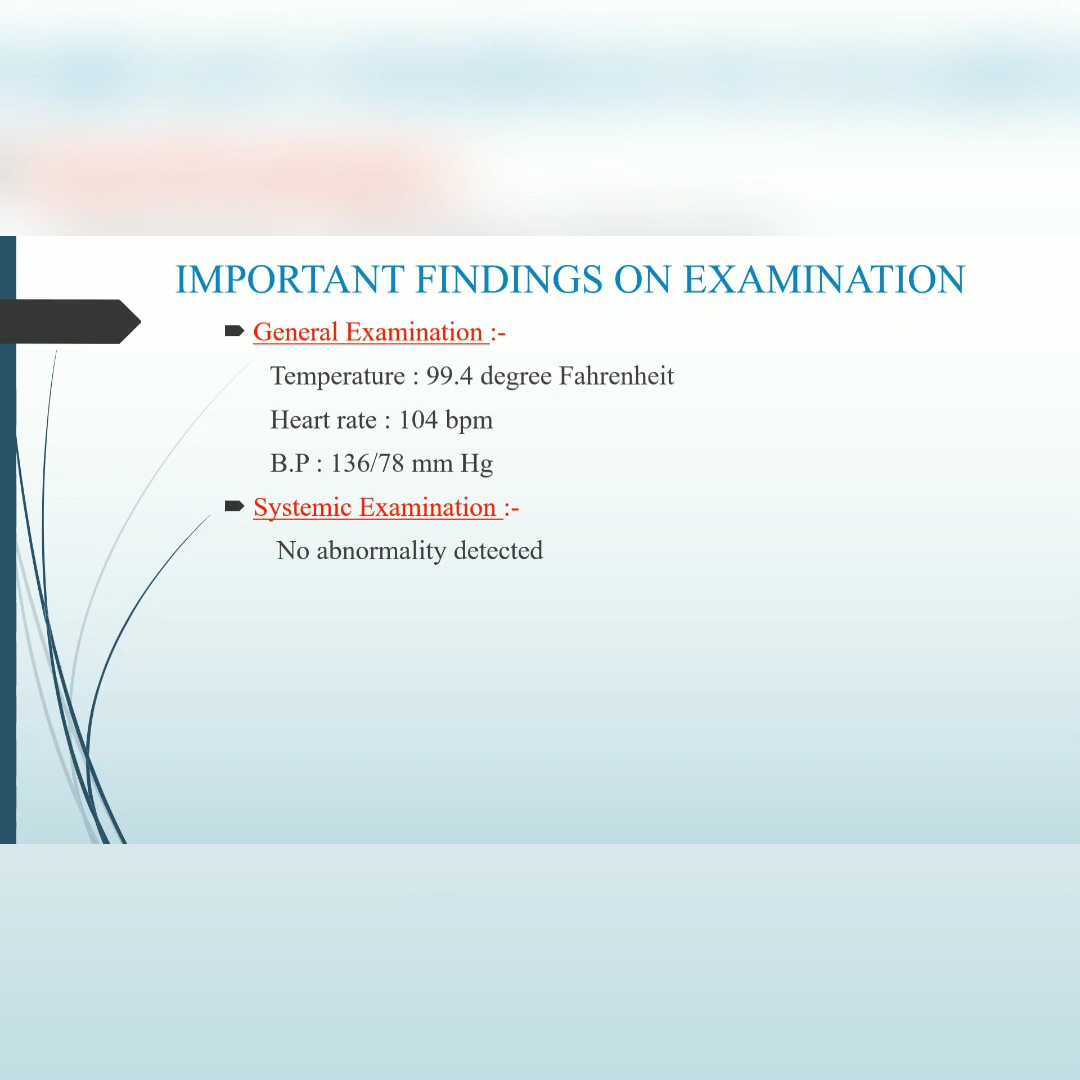 IMPORTANT FINDINGS ON EXAMINATION
General Examination :-
Temperature : 99.4 degree Fahrenheit
Heart rate : 104 bpm
B.P : 136/78 mm Hg
Systemic Examination :-
No abnormality detected